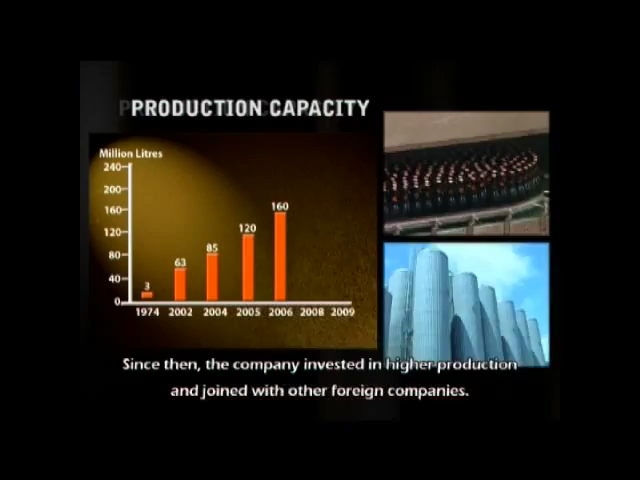 PRODUCTION CAPACITY
Million Litres
240
200
160
120
80
40
0
3
63
85
120
160
1974 2002 2004 2005 2006 2008 2009
Since then, the company invested in higher production
and joined with other foreign companies.